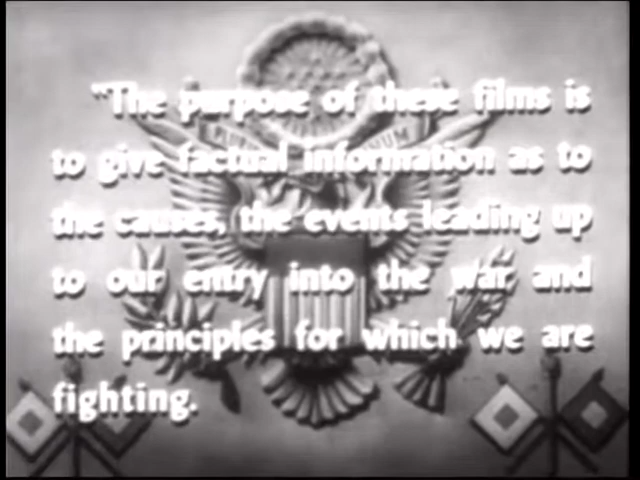 "The purpose of these films is
to give factual information as to
the causes, the events leading up
to our entry into the war, and
the principles for which we are
fighting.